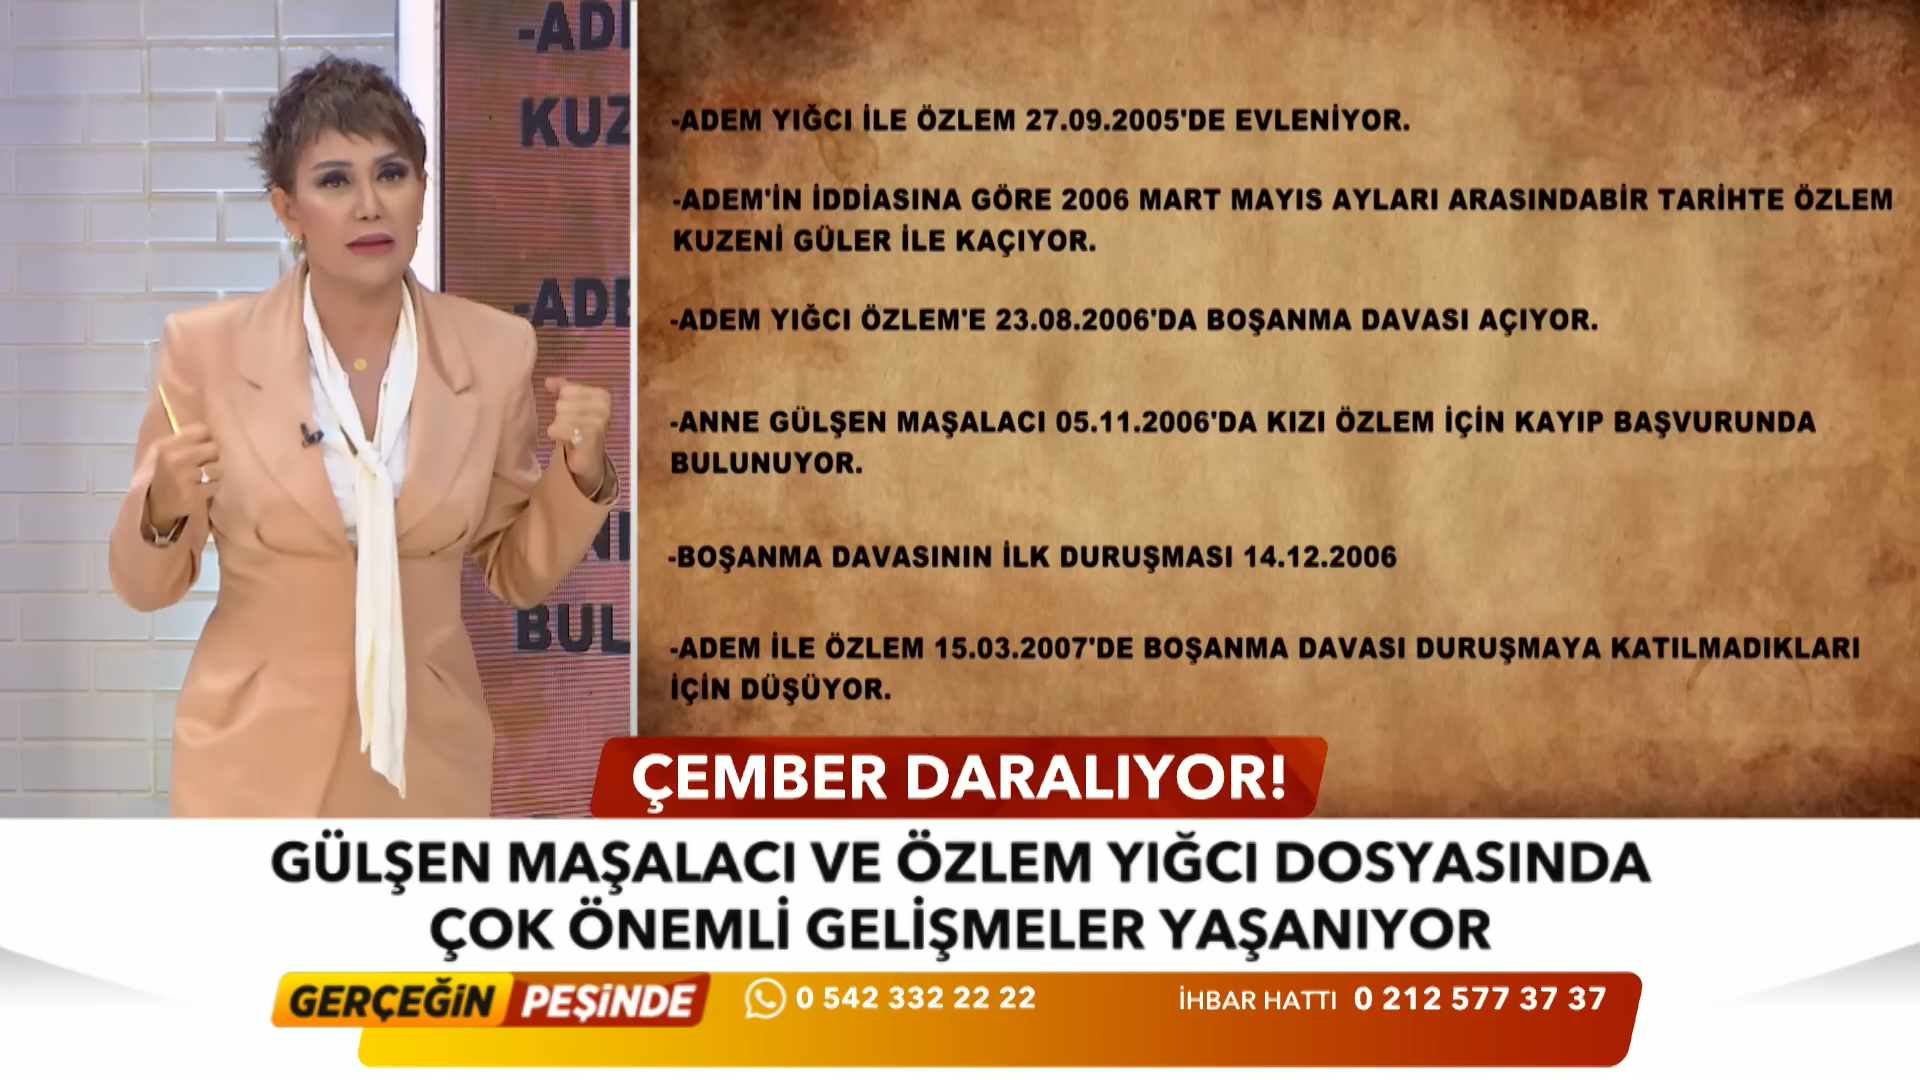 -ADI
KUZ
-ADE
NI
BUL
-ADEM YIĞCI İLE ÖZLEM 27.09.2005'DE EVLENİYOR.
-ADEM'İN İDDİASINA GÖRE 2006 MART MAYIS AYLARI ARASINDABİR TARİHTE ÖZLEM
KUZENİ GÜLER İLE KAÇIYOR.
-ADEM YIĞCI ÖZLEM'E 23.08.2006'DA BOŞANMA DAVASI AÇIYOR.
-ANNE GÜLŞEN MAŞALACI 05.11.2006'DA KIZI ÖZLEM İÇİN KAYIP BAŞVURUNDA
BULUNUYOR.
-BOŞANMA DAVASININ İLK DURUŞMASI 14.12.2006
-ADEM İLE ÖZLEM 15.03.2007'DE BOŞANMA DAVASI DURUŞMAYA KATILMADIKLARI
İÇİN DÜŞÜYOR.
ÇEMBER DARALIYOR!
GÜLŞEN MAŞALACI VE ÖZLEM YIĞCI DOSYASINDA
ÇOK ÖNEMLİ GELİŞMELER YAŞANIYOR
GERÇEĞİN PEŞİNDE 0 542 332 22 22 İHBAR HATTI 0 212 577 37 37